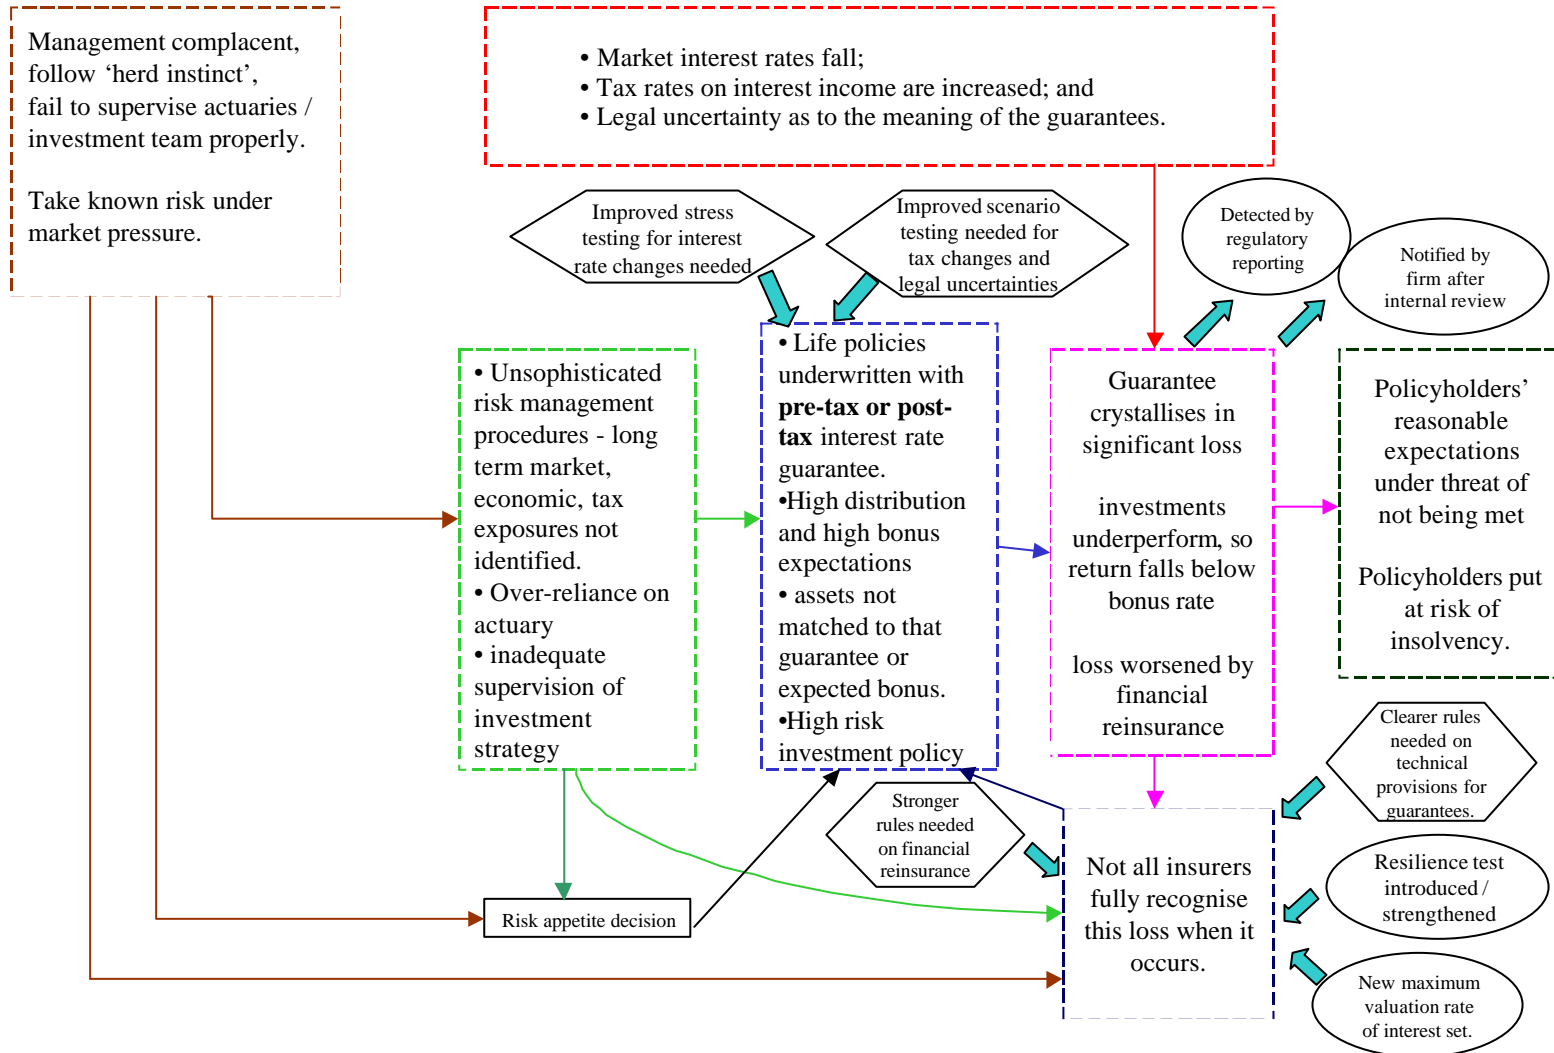 Management complacent,
follow ‘herd instinct’,
fail to supervise actuaries /
investment team properly.
Take known risk under
market pressure.
• Market interest rates fall;
• Tax rates on interest income are increased; and
• Legal uncertainty as to the meaning of the guarantees.
Improved stress
testing for interest
rate changes needed
Improved scenario
testing needed for
tax changes and
legal uncertainties
Detected by
regulatory
reporting
Notified by
firm after
internal review
• Unsophisticated
risk management
procedures - long
term market,
economic, tax
exposures not
identified.
• Over-reliance on
actuary
• inadequate
supervision of
investment
strategy
• Life policies
underwritten with
pre-tax or post-
tax interest rate
guarantee.
•High distribution
and high bonus
expectations
• assets not
matched to that
guarantee or
expected bonus.
•High risk
investment policy
Guarantee
crystallises in
significant loss
investments
underperform, so
return falls below
bonus rate
loss worsened by
financial
reinsurance
Policyholders’
reasonable
expectations
under threat of
not being met
Policyholders put
at risk of
insolvency.
Clearer rules
needed on
technical
provisions for
guarantees.
Stronger
rules needed
on financial
reinsurance
Not all insurers
fully recognise
this loss when it
occurs.
Resilience test
introduced /
strengthened
Risk appetite decision
New maximum
valuation rate
of interest set.